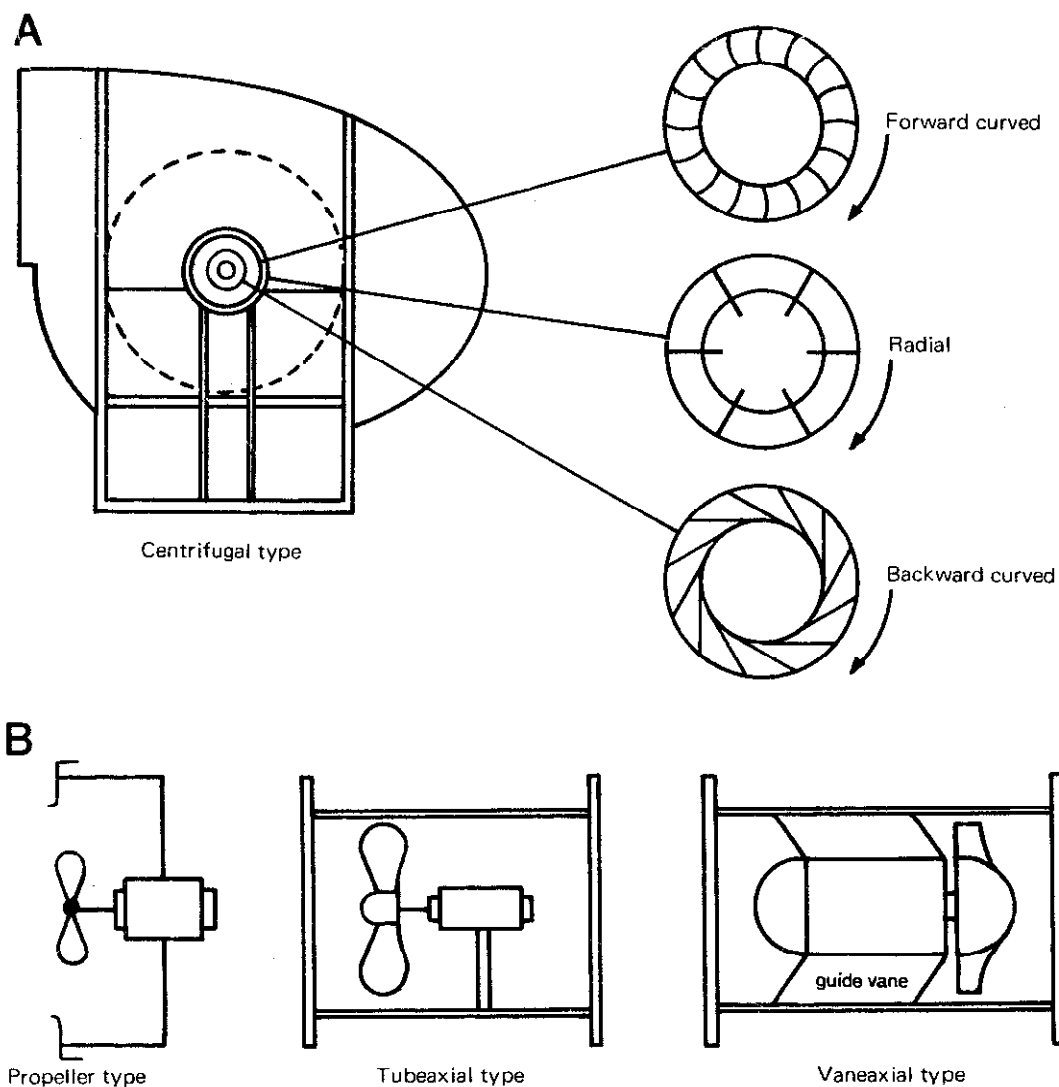 A
Forward curved
Radial
Centrifugal type
Backward curved
B
guide vane
Propeller type
Tubeaxial type
Vaneaxial type